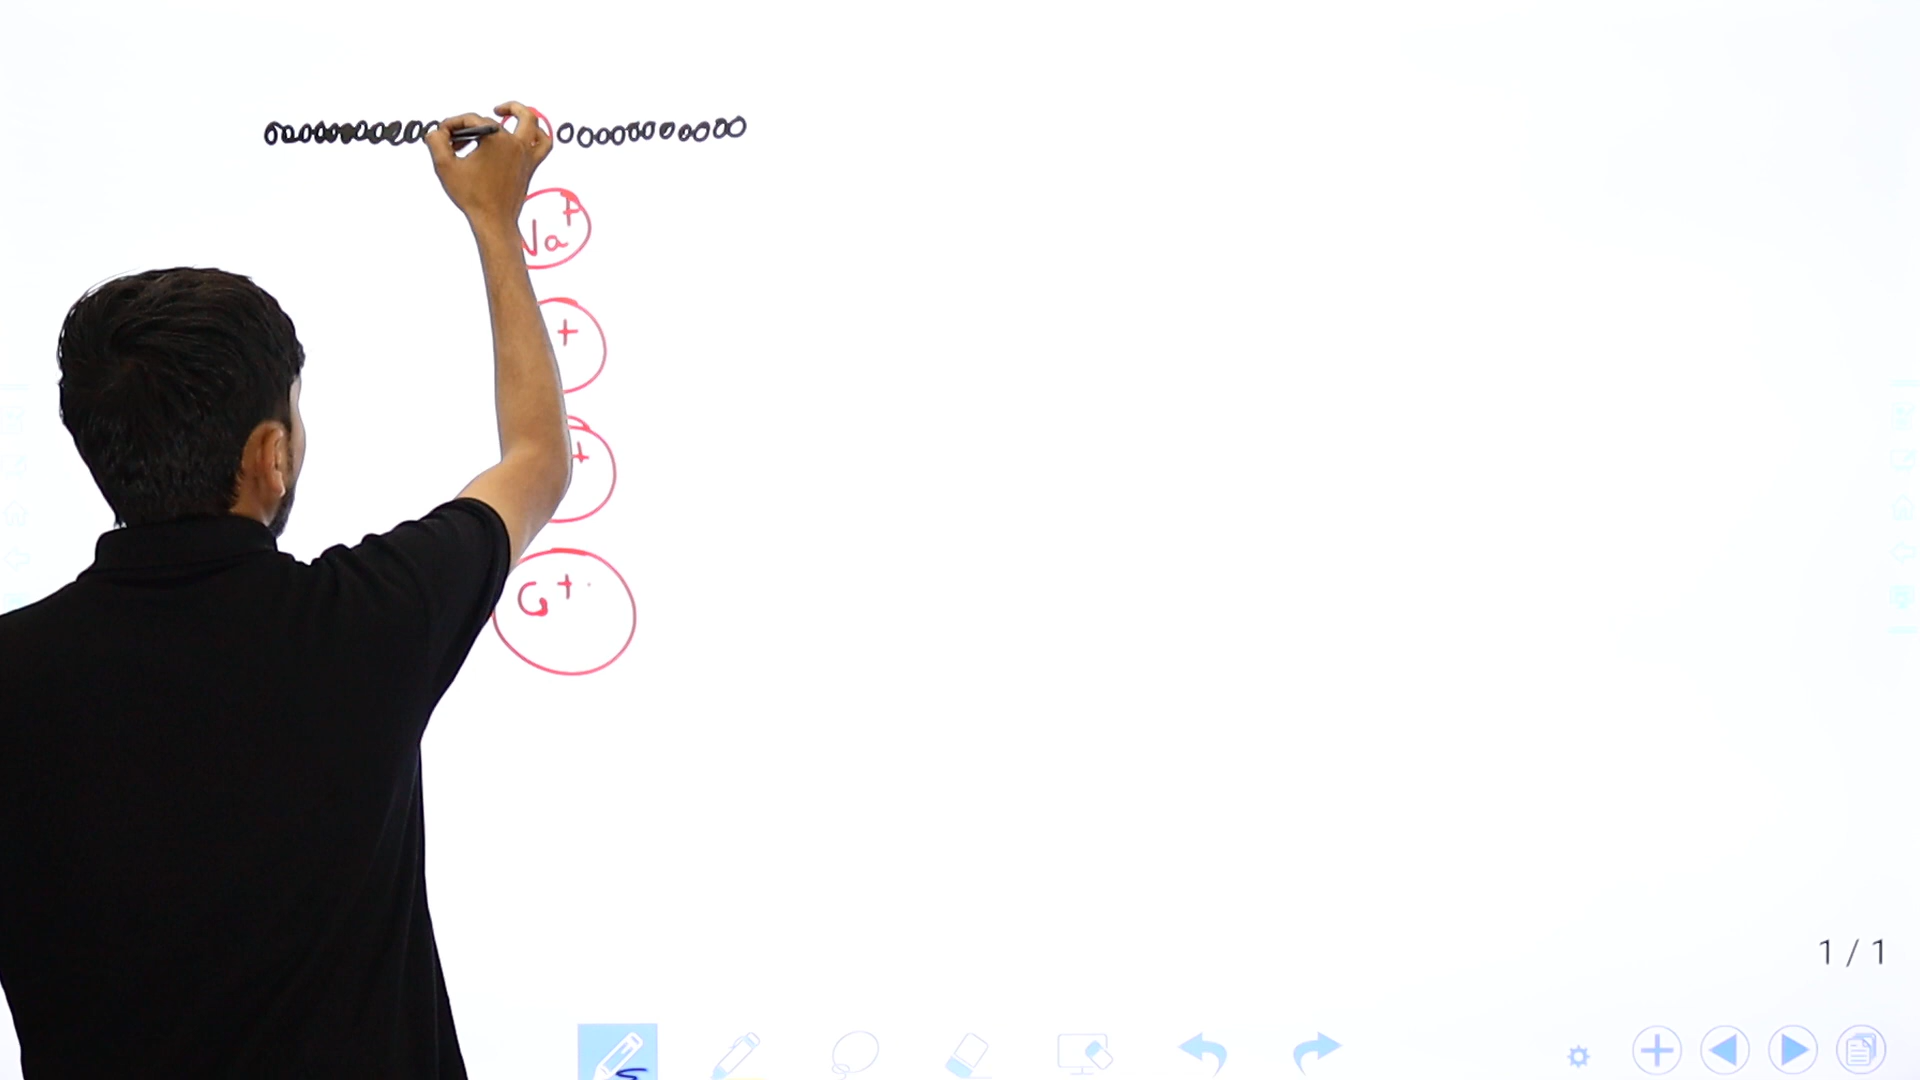 Na+
+
+
G+
1 / 1